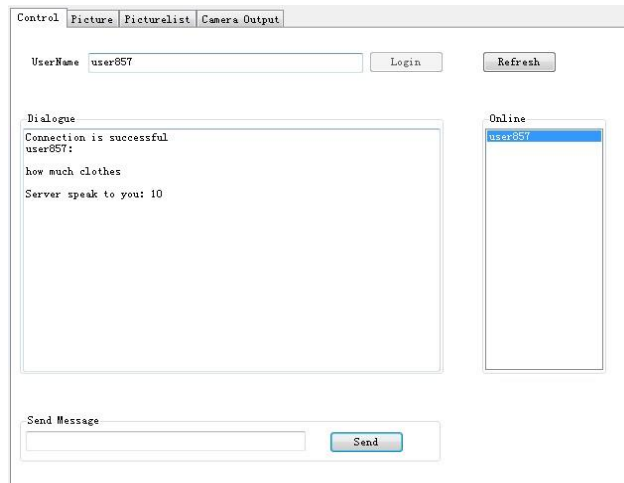 Control Picture Picturelist Camera Output
UserName user857 Login Refresh
Dialogue
Connection is successful
user857:
how much clothes
Server speak to you: 10
Online
user857
Send Message
Send